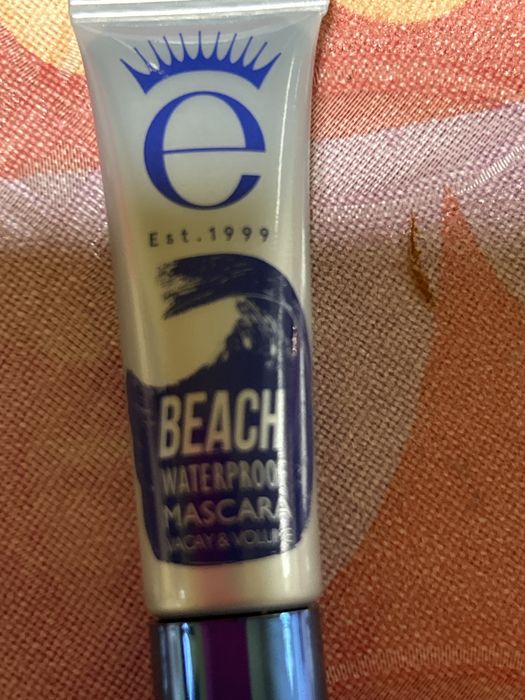 e
Est.1999
BEACH
WATERPROOF
MASCARA
VACAY & VOLUME